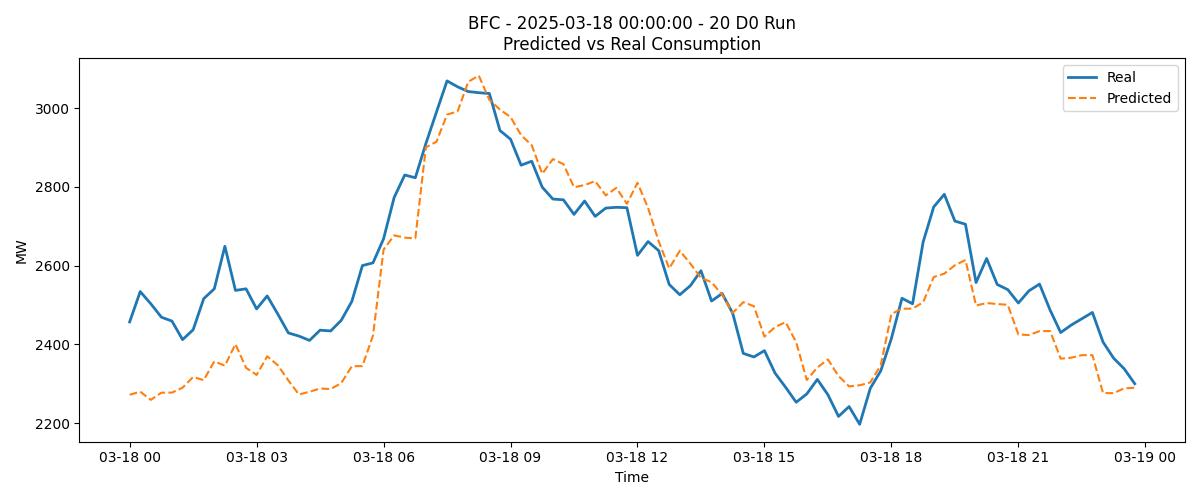 BFC - 2025-03-18 00:00:00 - 20 D0 Run
Predicted vs Real Consumption
Real
Predicted
3000
2800
2600
2400
2200
MW
03-18 00
03-18 03
03-18 06
03-18 09
03-18 12
03-18 15
03-18 18
03-18 21
03-19 00
Time